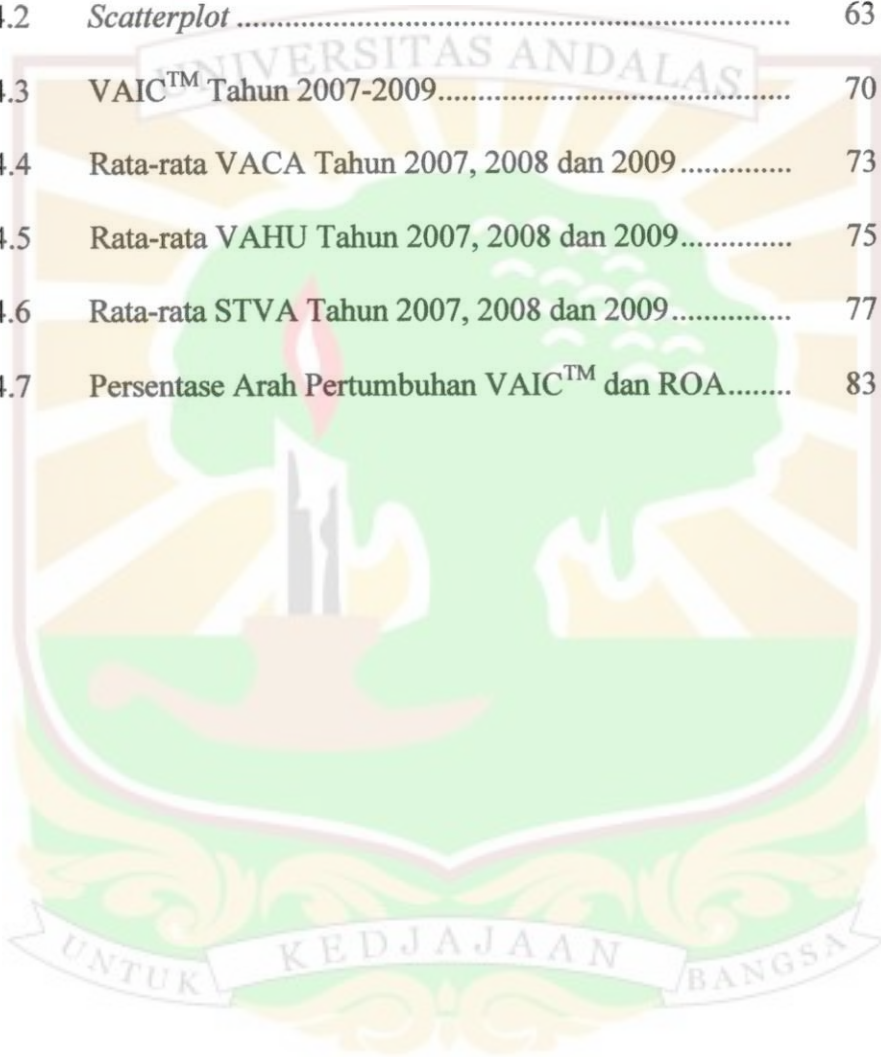 4.2 Scatterplot ........................................................................ 63
UNIVERSITAS ANDALAS
4.3 VAIC™ Tahun 2007-2009.............................................. 70
4.4 Rata-rata VACA Tahun 2007, 2008 dan 2009 .............. 73
4.5 Rata-rata VAHU Tahun 2007, 2008 dan 2009.............. 75
4.6 Rata-rata STVA Tahun 2007, 2008 dan 2009............... 77
4.7 Persentase Arah Pertumbuhan VAIC™ dan ROA........ 83
UNTUK KEDJAJAAN BANGSA